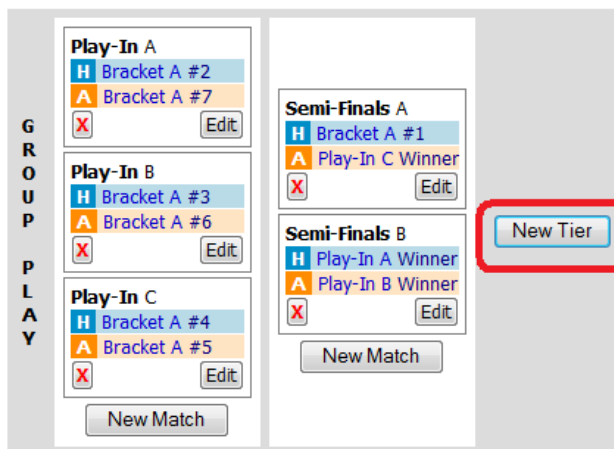 GROUP PLAY
Play-In A
H Bracket A #2
A Bracket A #7
X Edit
Play-In B
H Bracket A #3
A Bracket A #6
X Edit
Play-In C
H Bracket A #4
A Bracket A #5
X Edit
New Match
Semi-Finals A
H Bracket A #1
A Play-In C Winner
X Edit
Semi-Finals B
H Play-In A Winner
A Play-In B Winner
X Edit
New Match
New Tier